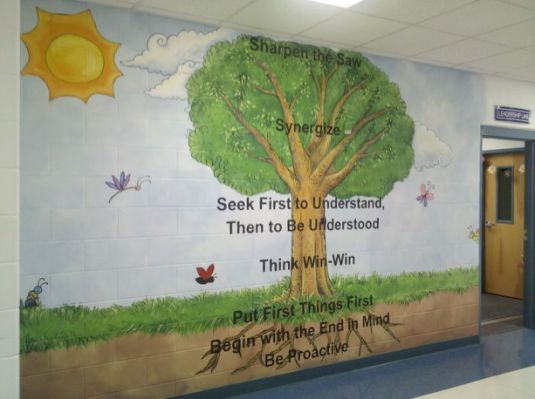 Sharpen the Saw
Synergize
Seek First to Understand,
Then to Be Understood
Think Win-Win
Put First Things First
Begin with the End in Mind
Be Proactive